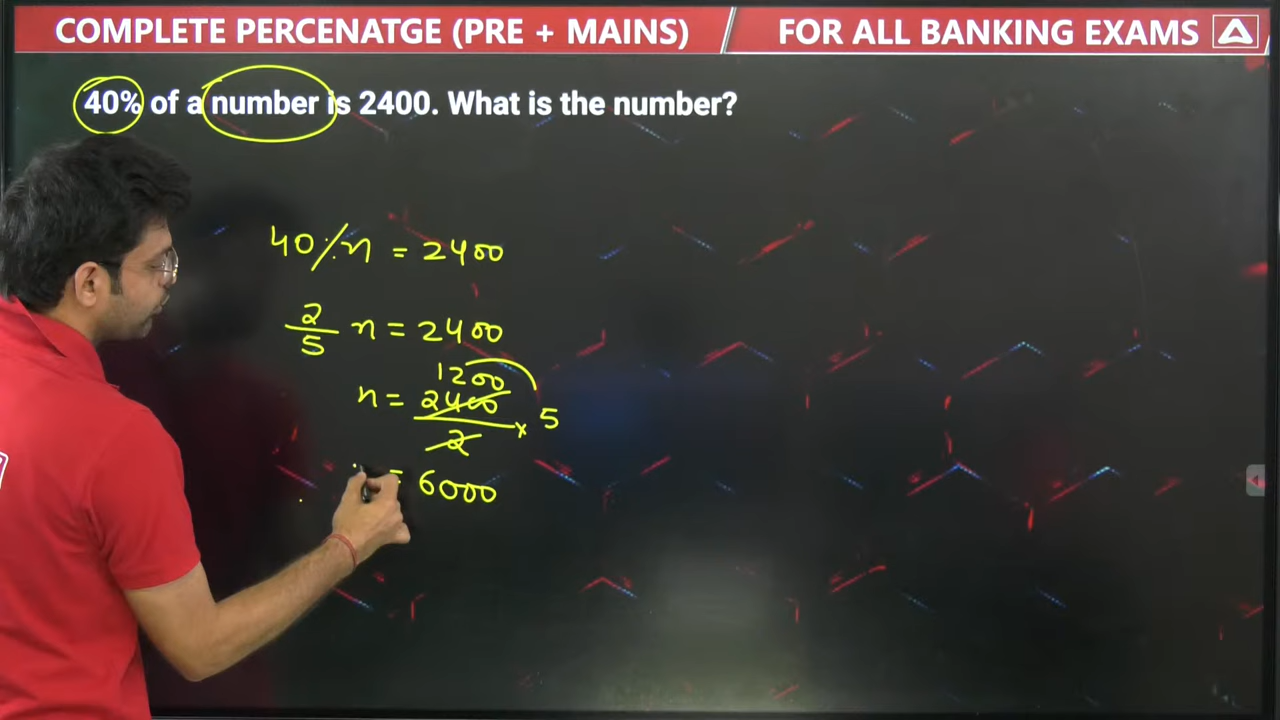 COMPLETE PERCENATGE (PRE + MAINS) FOR ALL BANKING EXAMS
40% of a number is 2400. What is the number?
40% n = 2400
2/5 n = 2400
1200
n = 2400/2 × 5
= 6000